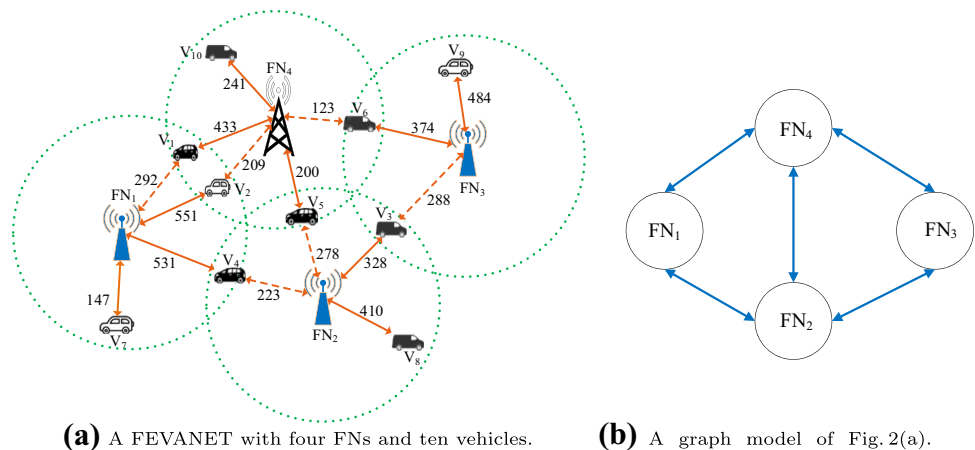 V10
241
FN4
V9
484
123
V6
374
433
V1
209
292
V2
200
FN3
288
FN1
551
V5
V3
531
278
328
V4
223
147
410
FN2
V7
V8
(a) A FEVANET with four FNs and ten vehicles.
FN4
FN1
FN3
FN2
(b) A graph model of Fig. 2(a).